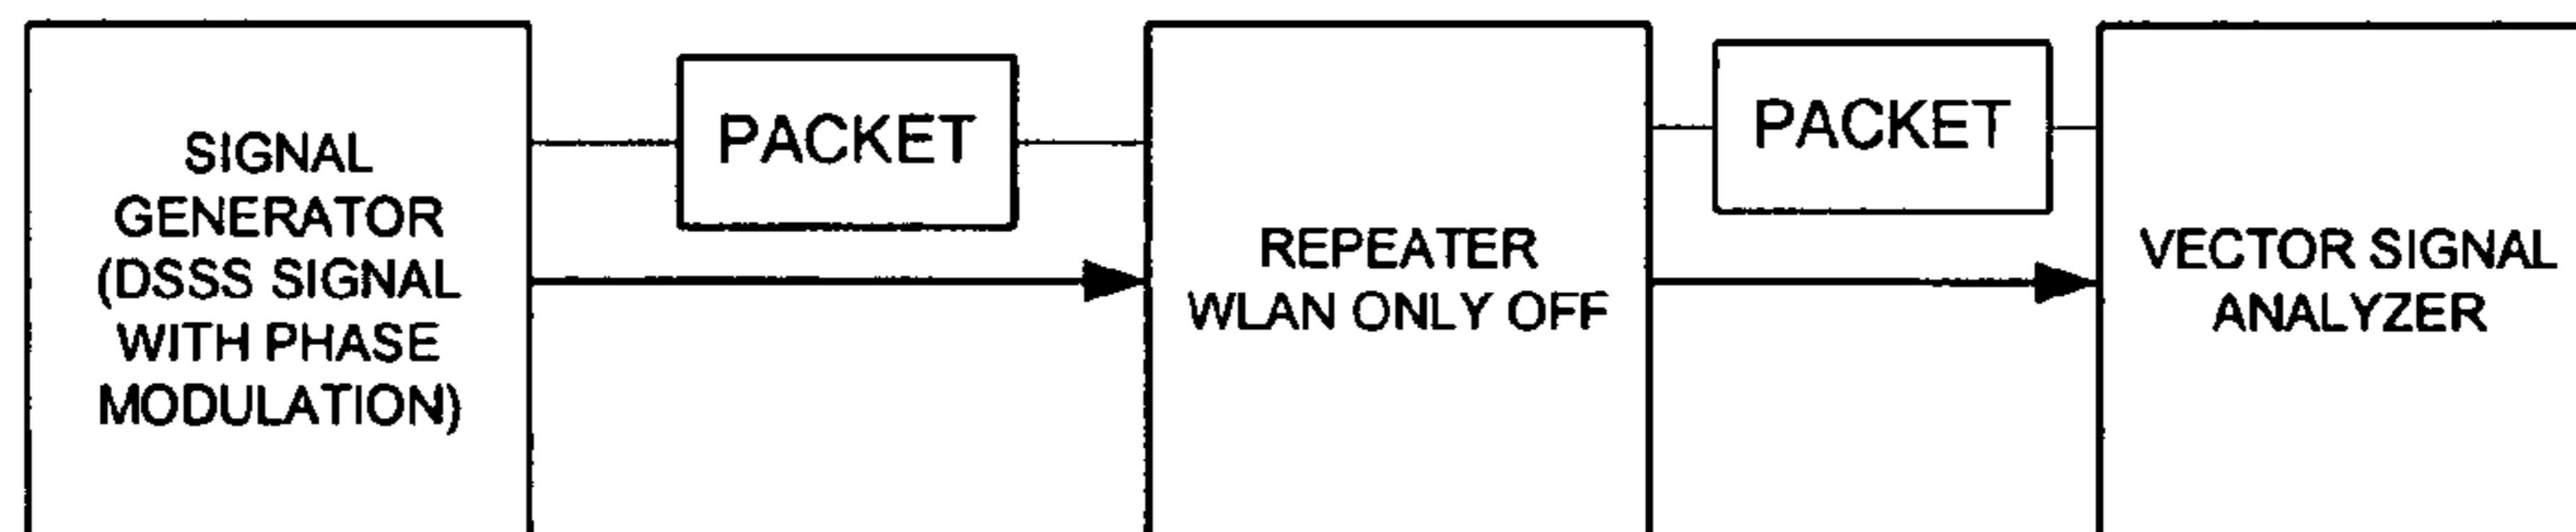 SIGNAL
GENERATOR
(DSSS SIGNAL
WITH PHASE
MODULATION)
PACKET
REPEATER
WLAN ONLY OFF
PACKET
VECTOR SIGNAL
ANALYZER